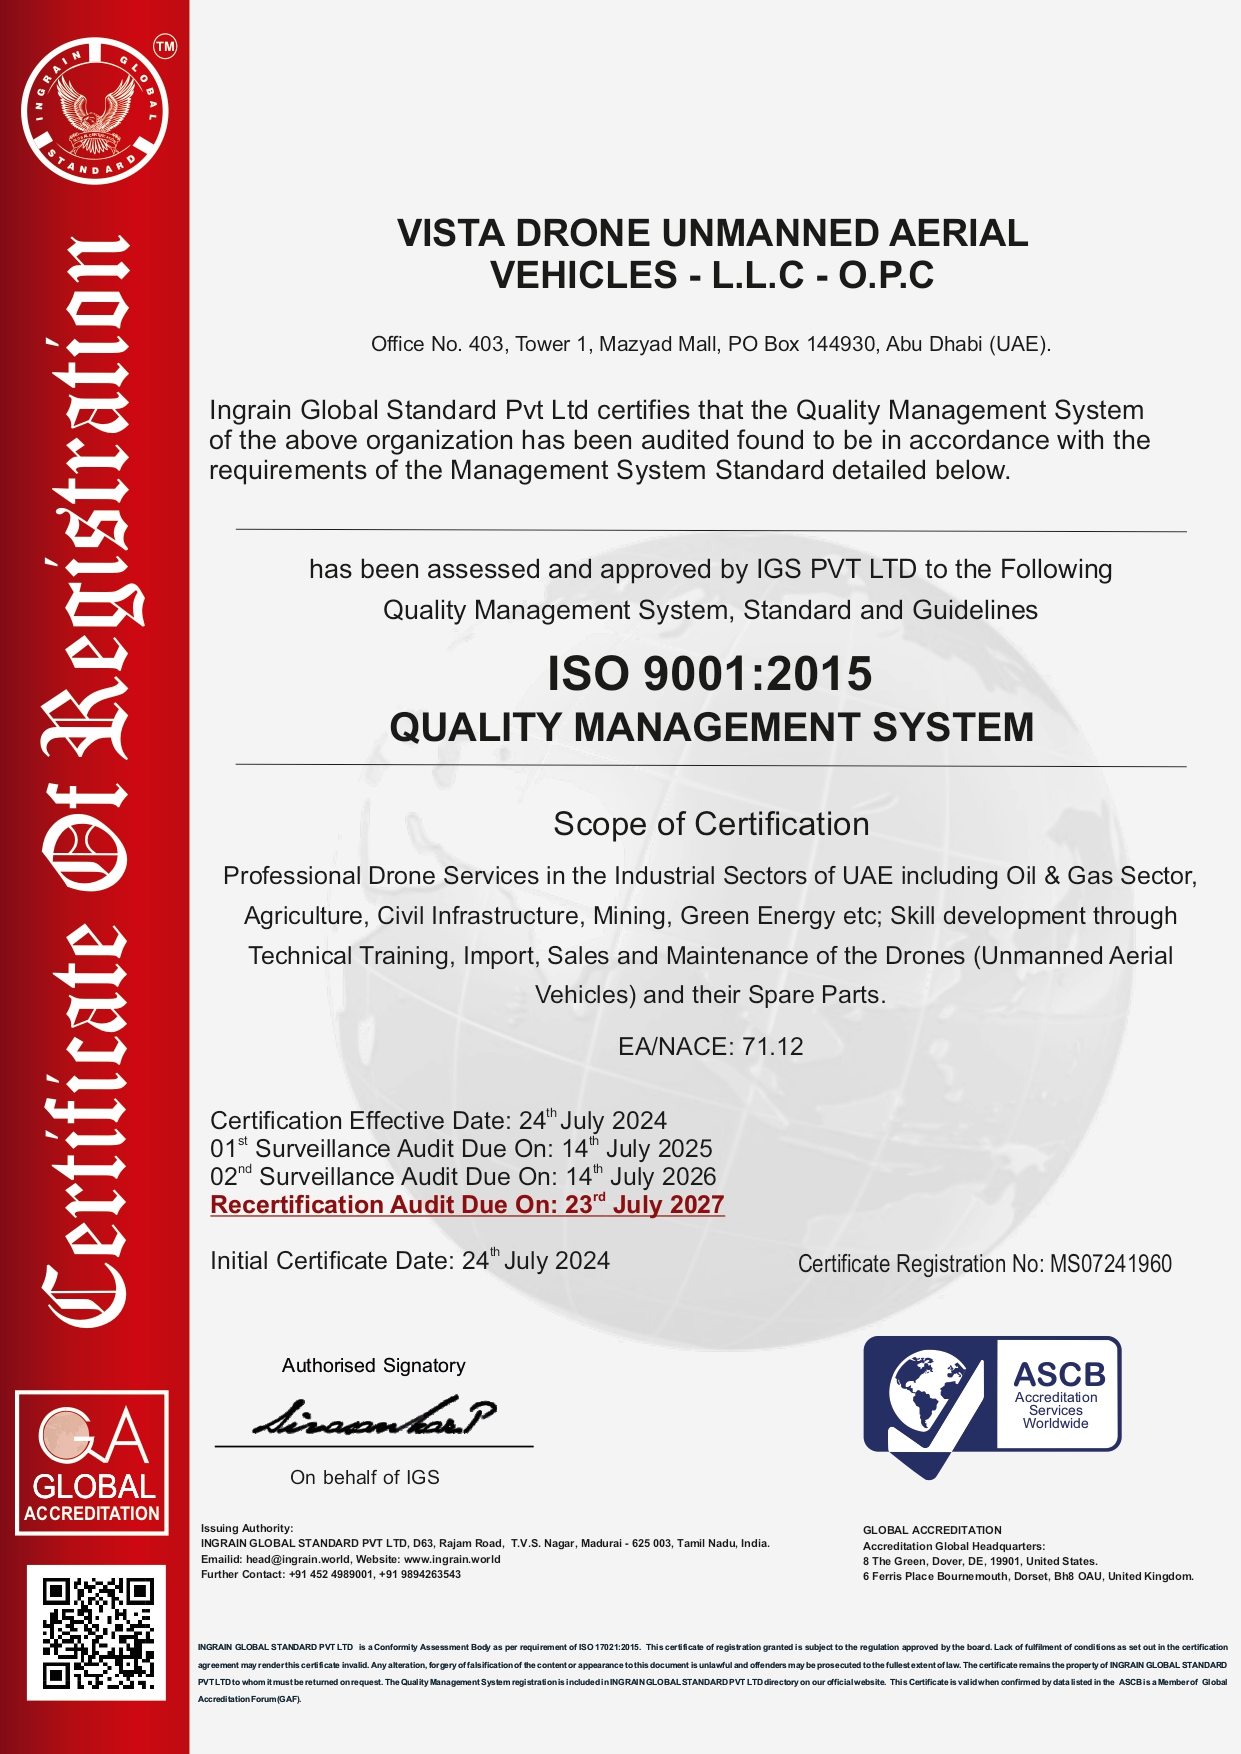 INGRAIN GLOBAL STANDARD
TM
Certificate Of Registration
VISTA DRONE UNMANNED AERIAL
VEHICLES - L.L.C - O.P.C
Office No. 403, Tower 1, Mazyad Mall, PO Box 144930, Abu Dhabi (UAE).
Ingrain Global Standard Pvt Ltd certifies that the Quality Management System
of the above organization has been audited found to be in accordance with the
requirements of the Management System Standard detailed below.
has been assessed and approved by IGS PVT LTD to the Following
Quality Management System, Standard and Guidelines
ISO 9001:2015
QUALITY MANAGEMENT SYSTEM
Scope of Certification
Professional Drone Services in the Industrial Sectors of UAE including Oil & Gas Sector,
Agriculture, Civil Infrastructure, Mining, Green Energy etc; Skill development through
Technical Training, Import, Sales and Maintenance of the Drones (Unmanned Aerial
Vehicles) and their Spare Parts.
EA/NACE: 71.12
Certification Effective Date: 24th July 2024
01st Surveillance Audit Due On: 14th July 2025
02nd Surveillance Audit Due On: 14th July 2026
Recertification Audit Due On: 23rd July 2027
Initial Certificate Date: 24th July 2024
Certificate Registration No: MS07241960
Authorised Signatory
Sivasankar.P
On behalf of IGS
ASCB
Accreditation
Services
Worldwide
GA
GLOBAL
ACCREDITATION
Issuing Authority:
INGRAIN GLOBAL STANDARD PVT LTD, D63, Rajam Road, T.V.S. Nagar, Madurai - 625 003, Tamil Nadu, India.
Emailid: head@ingrain.world, Website: www.ingrain.world
Further Contact: +91 452 4989001, +91 9894263543
GLOBAL ACCREDITATION
Accreditation Global Headquarters:
8 The Green, Dover, DE, 19901, United States.
6 Ferris Place Bournemouth, Dorset, Bh8 OAU, United Kingdom.
INGRAIN GLOBAL STANDARD PVT LTD is a Conformity Assessment Body as per requirement of ISO 17021:2015. This certificate of registration granted is subject to the regulation approved by the board. Lack of fulfilment of conditions as set out in the certification
agreement may render this certificate invalid. Any alteration, forgery of falsification of the content or appearance to this document is unlawful and offenders may be prosecuted to the fullest extent of law. The certificate remains the property of INGRAIN GLOBAL STANDARD
PVT LTD to whom it must be returned on request. The Quality Management System registration is included in INGRAIN GLOBAL STANDARD PVT LTD directory on our official website. This Certificate is valid when confirmed by data listed in the ASCB is a Member of Global
Accreditation Forum (GAF).